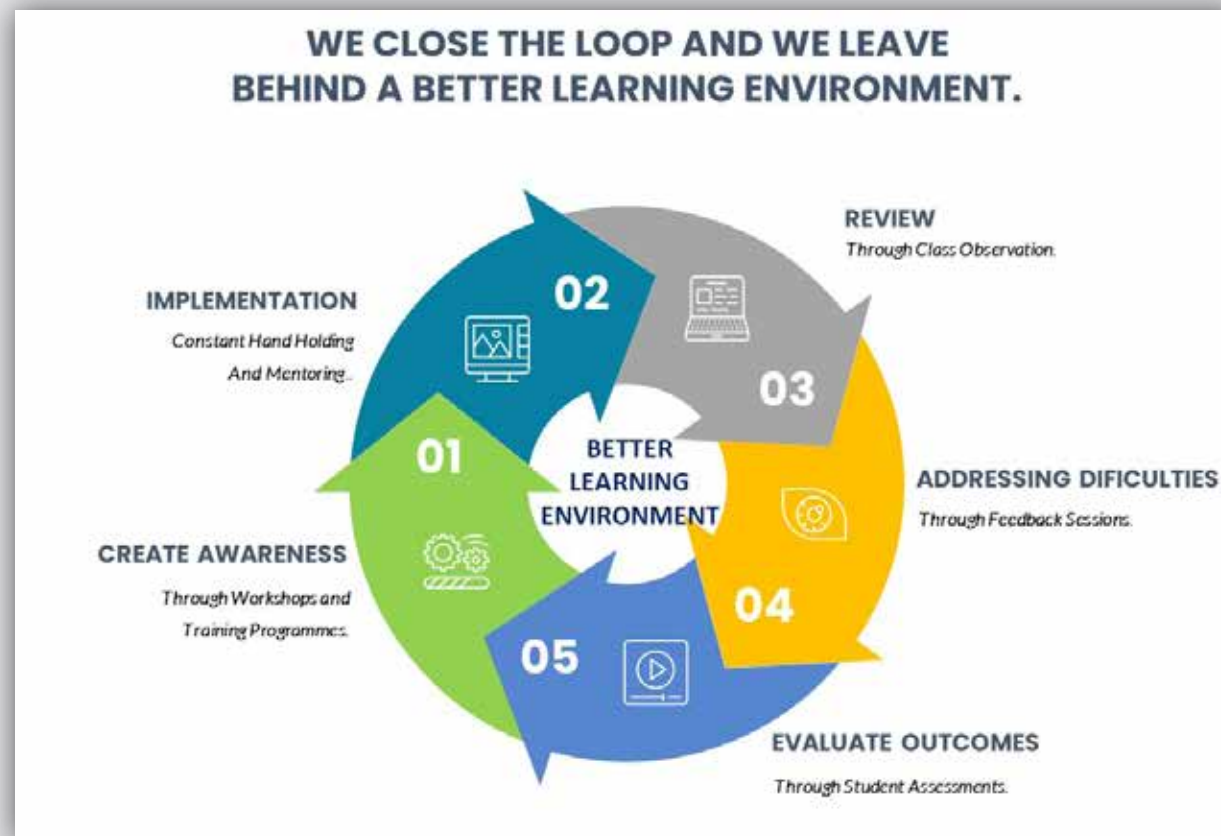 WE CLOSE THE LOOP AND WE LEAVE
BEHIND A BETTER LEARNING ENVIRONMENT.
01
CREATE AWARENESS
Through Workshops and
Training Programmes.
02
IMPLEMENTATION
Constant Hand Holding
And Mentoring..
03
REVIEW
Through Class Observation.
04
ADDRESSING DIFICULTIES
Through Feedback Sessions.
05
EVALUATE OUTCOMES
Through Student Assessments.
BETTER
LEARNING
ENVIRONMENT